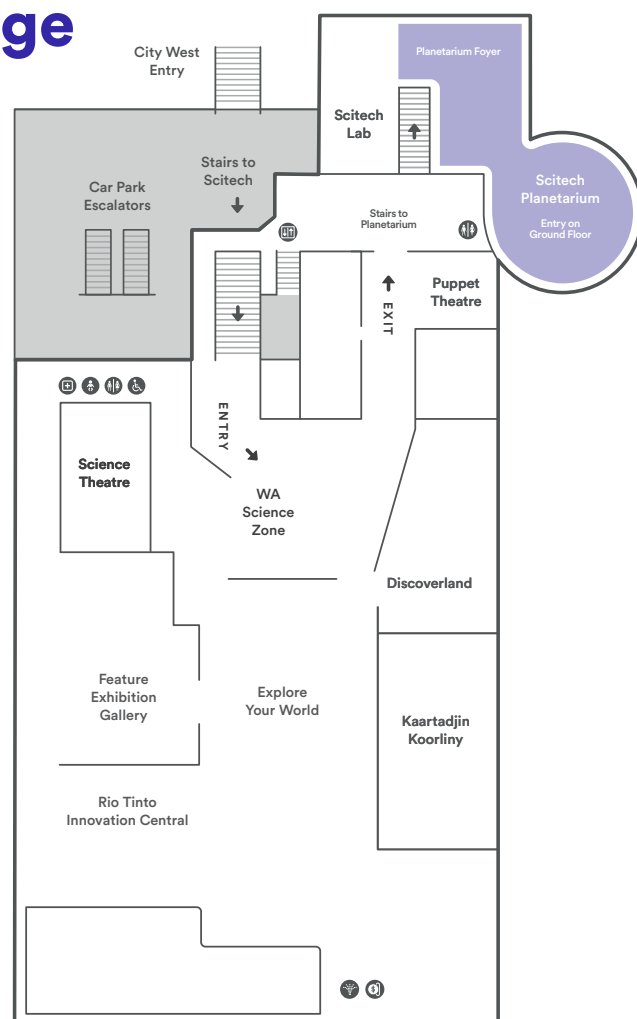 ge
City West
Entry
Planetarium Foyer
Scitech
Lab
Stairs to
Scitech
Car Park
Escalators
Scitech
Planetarium
Entry on
Ground Floor
Stairs to
Planetarium
Puppet
Theatre
EXIT
ENTRY
Science
Theatre
WA
Science
Zone
Discoverland
Feature
Exhibition
Gallery
Explore
Your World
Kaartadjin
Koorliny
Rio Tinto
Innovation Central